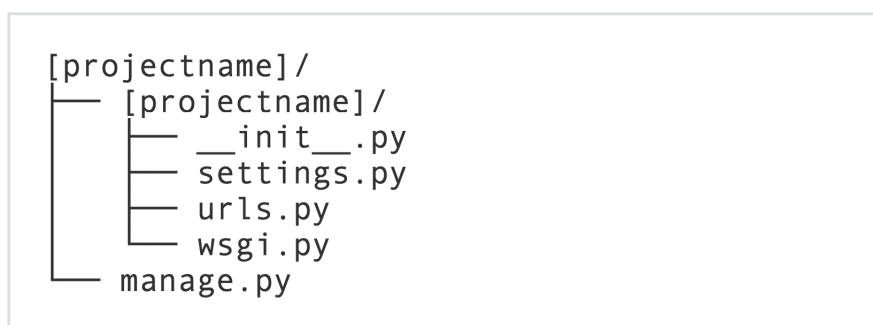 [projectname]/
├── [projectname]/
│   ├── __init__.py
│   ├── settings.py
│   ├── urls.py
│   └── wsgi.py
└── manage.py